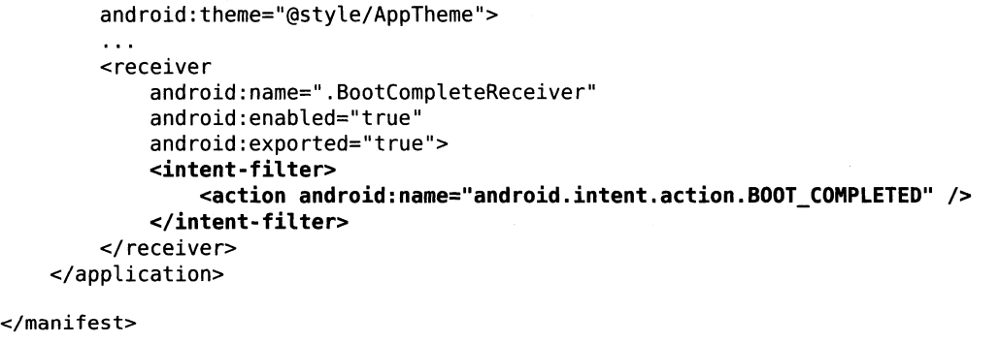 android:theme="@style/AppTheme">
...
<receiver
android:name=".BootCompleteReceiver"
android:enabled="true"
android:exported="true">
<intent-filter>
<action android:name="android.intent.action.BOOT_COMPLETED" />
</intent-filter>
</receiver>
</application>
</manifest>